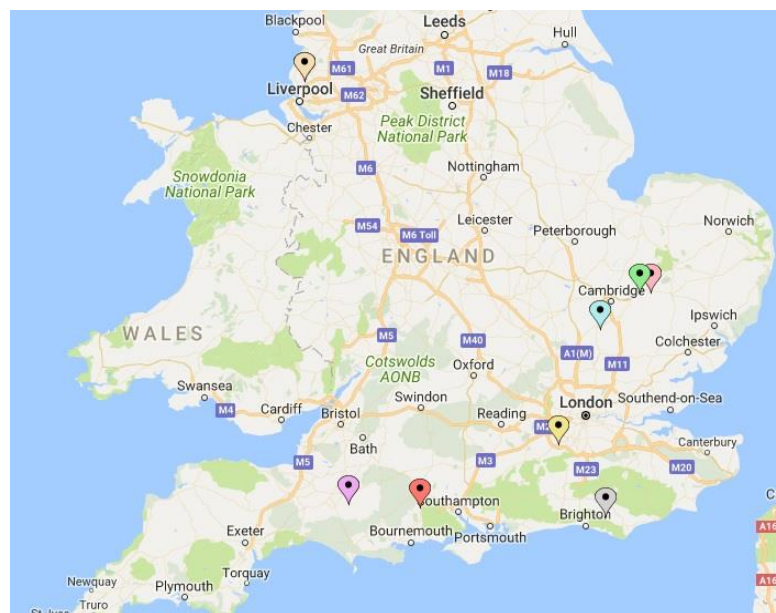 Blackpool
Leeds
Hull
Great Britain
M61
M1
M18
Liverpool
M62
Sheffield
Chester
Peak District
National Park
M6
Nottingham
Snowdonia
National Park
M54
M6 Toll
Leicester
Peterborough
Norwich
ENGLAND
Cambridge
WALES
M5
M40
A1(M)
M11
Ipswich
Colchester
Cotswolds
AONB
Oxford
Swansea
M4
Cardiff
Bristol
Swindon
Reading
London
Southend-on-Sea
Bath
M2
Canterbury
M5
M3
M23
M20
Southampton
Exeter
Bournemouth
Portsmouth
Brighton
A16
Newquay
Torquay
Plymouth
Truro
A16